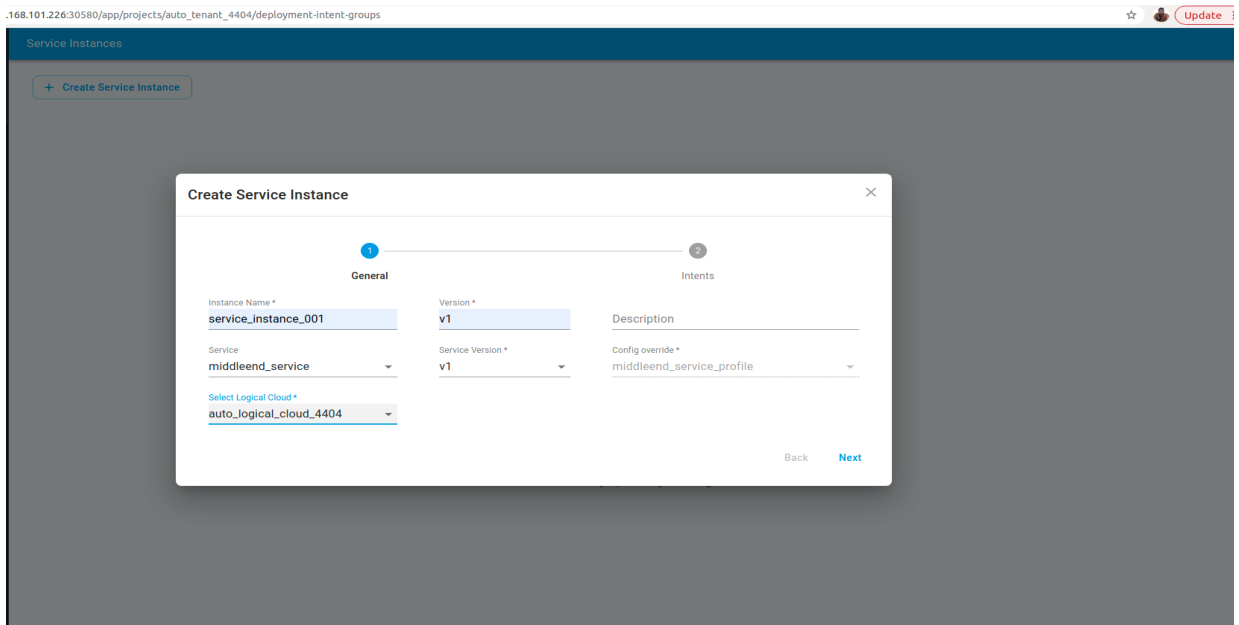 .168.101.226:30580/app/projects/auto_tenant_4404/deployment-intent-groups
Update
Service Instances
+ Create Service Instance
Create Service Instance
1
2
General
Intents
Instance Name *
Version *
service_instance_001
v1
Description
Service
Service Version *
Config override *
middleend_service
v1
middleend_service_profile
Select Logical Cloud *
auto_logical_cloud_4404
Back
Next